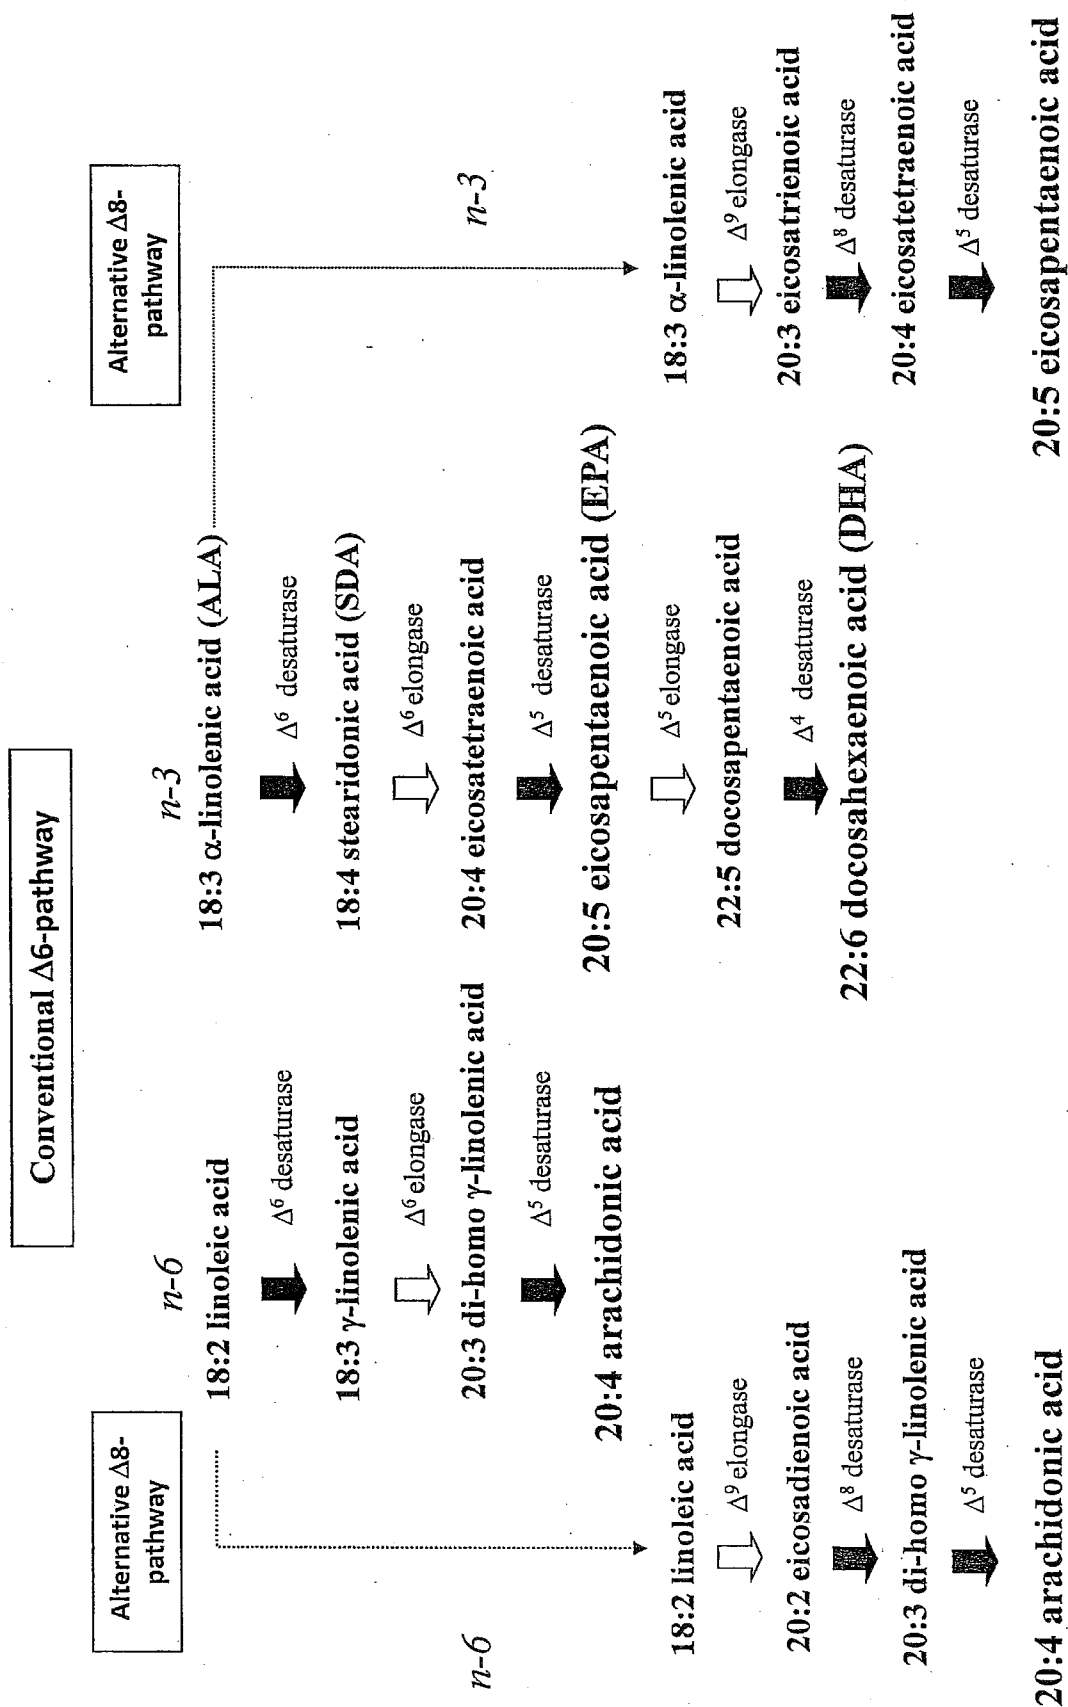 Conventional Δ6-pathway
Alternative Δ8-
pathway
n-6
18:2 linoleic acid
Δ⁹ elongase
20:2 eicosadienoic acid
Δ⁸ desaturase
20:3 di-homo γ-linolenic acid
Δ⁵ desaturase
20:4 arachidonic acid
n-6
18:2 linoleic acid
Δ⁶ desaturase
18:3 γ-linolenic acid
Δ⁶ elongase
20:3 di-homo γ-linolenic acid
Δ⁵ desaturase
20:4 arachidonic acid
n-3
18:3 α-linolenic acid (ALA)
Δ⁶ desaturase
18:4 stearidonic acid (SDA)
Δ⁶ elongase
20:4 eicosatetraenoic acid
Δ⁵ desaturase
20:5 eicosapentaenoic acid (EPA)
Δ⁵ elongase
22:5 docosapentaenoic acid
Δ⁴ desaturase
22:6 docosahexaenoic acid (DHA)
Alternative Δ8-
pathway
n-3
18:3 α-linolenic acid
Δ⁹ elongase
20:3 eicosatrienoic acid
Δ⁸ desaturase
20:4 eicosatetraenoic acid
Δ⁵ desaturase
20:5 eicosapentaenoic acid